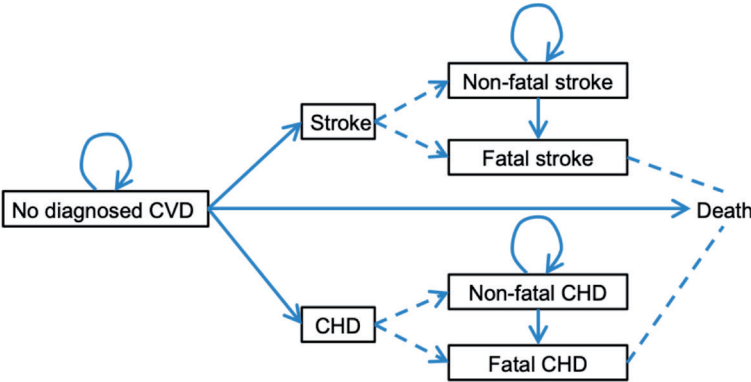 Non-fatal stroke
Stroke
Fatal stroke
No diagnosed CVD
Death
Non-fatal CHD
CHD
Fatal CHD